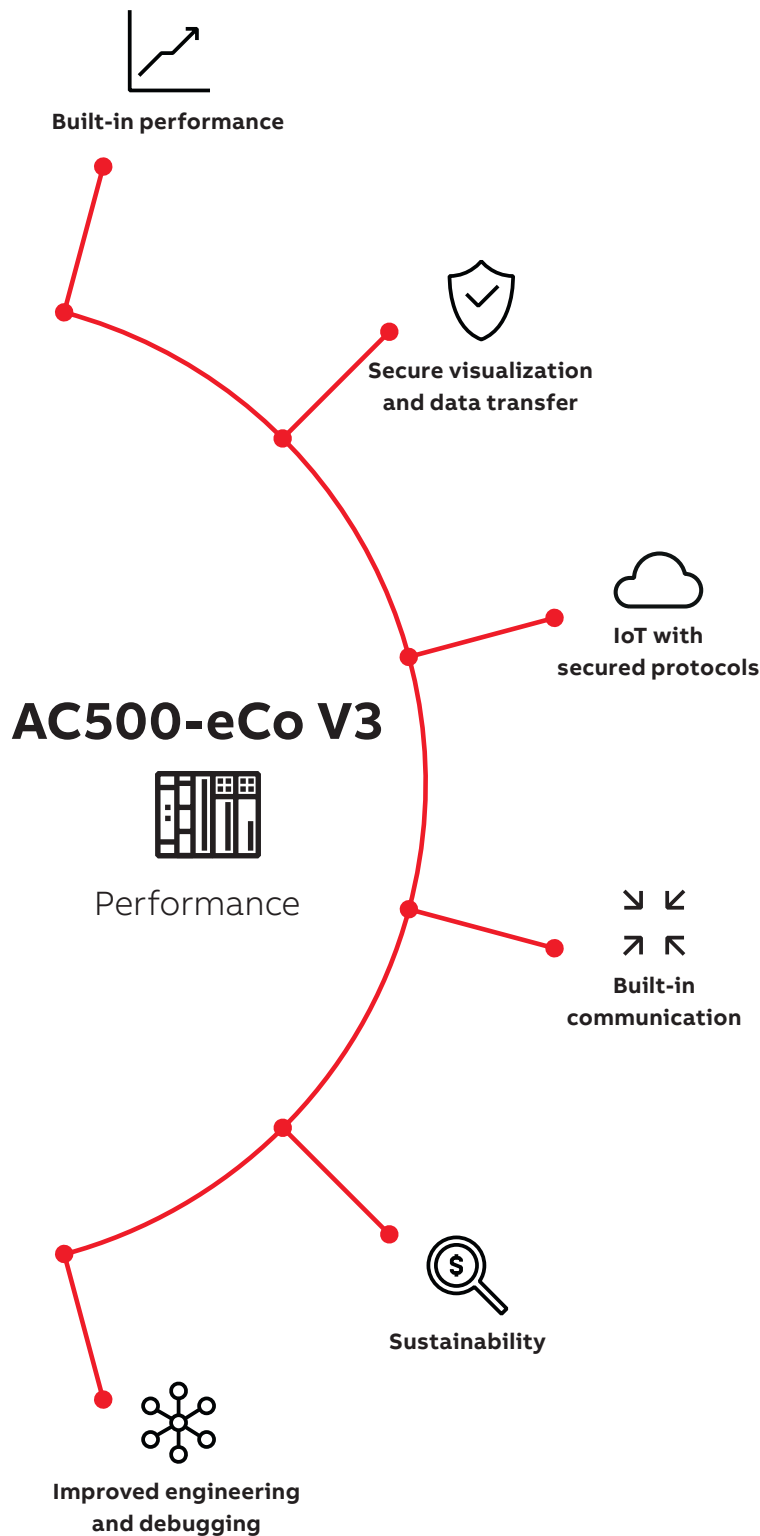 Built-in performance
Secure visualization
and data transfer
IoT with
secured protocols
AC500-eCo V3
Performance
Built-in
communication
$
Sustainability
Improved engineering
and debugging